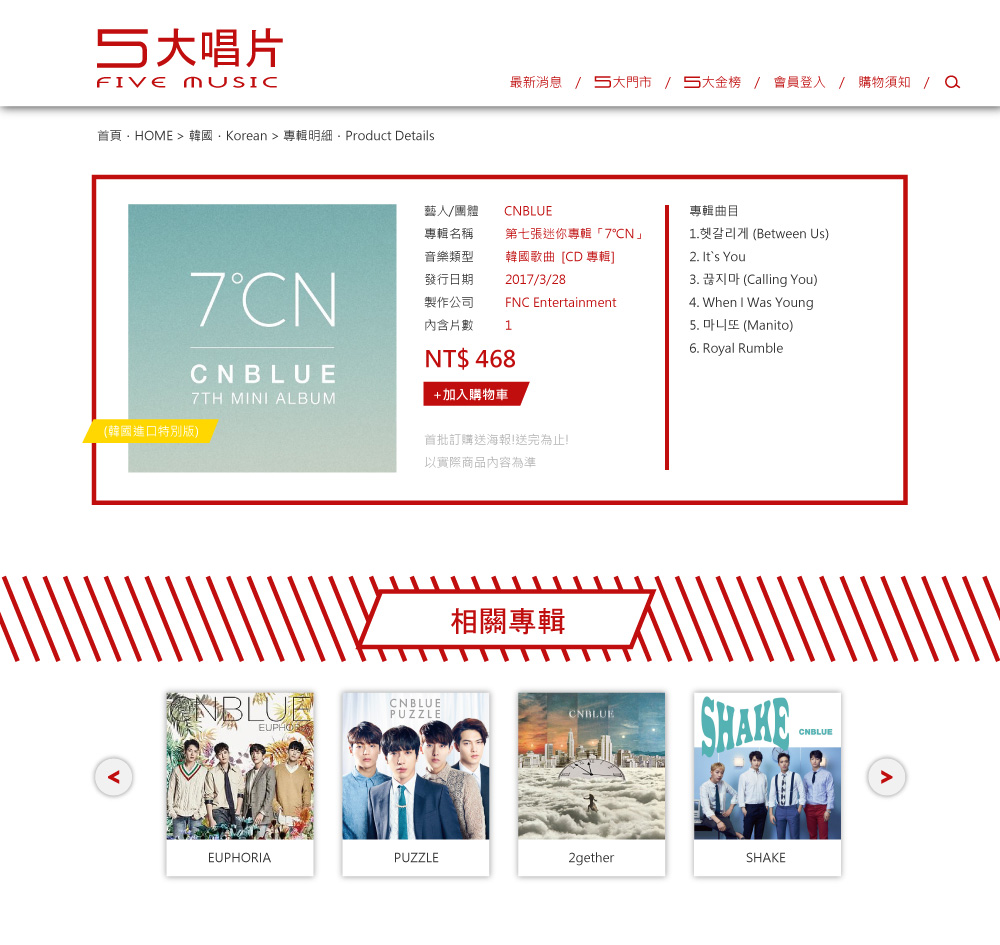 5大唱片
FIVE MUSIC
最新消息 / 5大門市 / 5大金榜 / 會員登入 / 購物須知 /
首頁 · HOME > 韓國 · Korean > 專輯明細 · Product Details
7℃N
CNBLUE
7TH MINI ALBUM
(韓國進口特別版)
藝人/團體 CNBLUE
專輯名稱 第七張迷你專輯「7℃N」
音樂類型 韓國歌曲 [CD 專輯]
發行日期 2017/3/28
製作公司 FNC Entertainment
內含片數 1
NT$ 468
+加入購物車
首批訂購送海報!送完為止!
以實際商品內容為準
專輯曲目
1.헷갈리게 (Between Us)
2. It`s You
3. 끊지마 (Calling You)
4. When I Was Young
5. 마니또 (Manito)
6. Royal Rumble
相關專輯
<
CNBLUE
EUPHORIA
EUPHORIA
CNBLUE
PUZZLE
PUZZLE
CNBLUE
2gether
SHAKE
CNBLUE
SHAKE
>